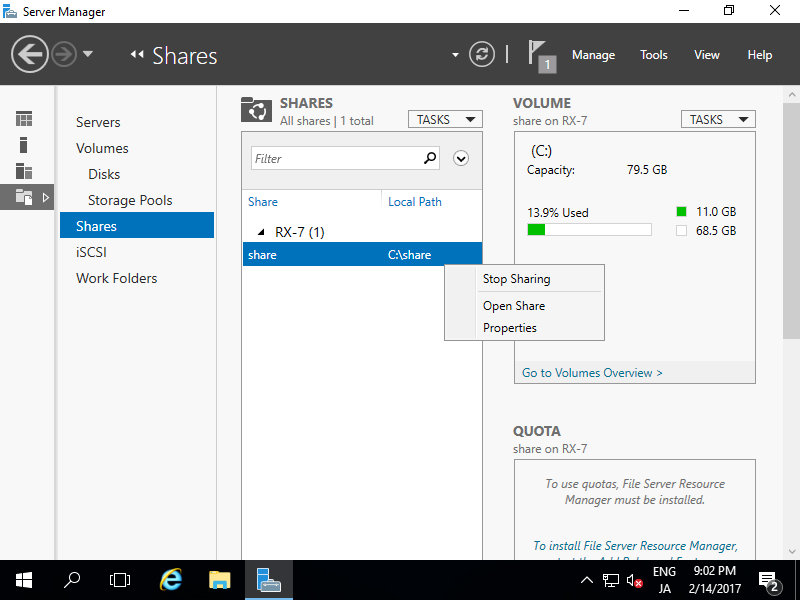 Server Manager
Shares
1
Manage
Tools
View
Help
Servers
Volumes
Disks
Storage Pools
Shares
iSCSI
Work Folders
SHARES
All shares | 1 total
TASKS
Filter
Share
Local Path
RX-7 (1)
share
C:\share
Stop Sharing
Open Share
Properties
VOLUME
share on RX-7
TASKS
(C:)
Capacity:
79.5 GB
13.9% Used
11.0 GB
68.5 GB
Go to Volumes Overview >
QUOTA
share on RX-7
To use quotas, File Server Resource
Manager must be installed.
To install File Server Resource Manager,
ENG
JA
9:02 PM
2/14/2017
2